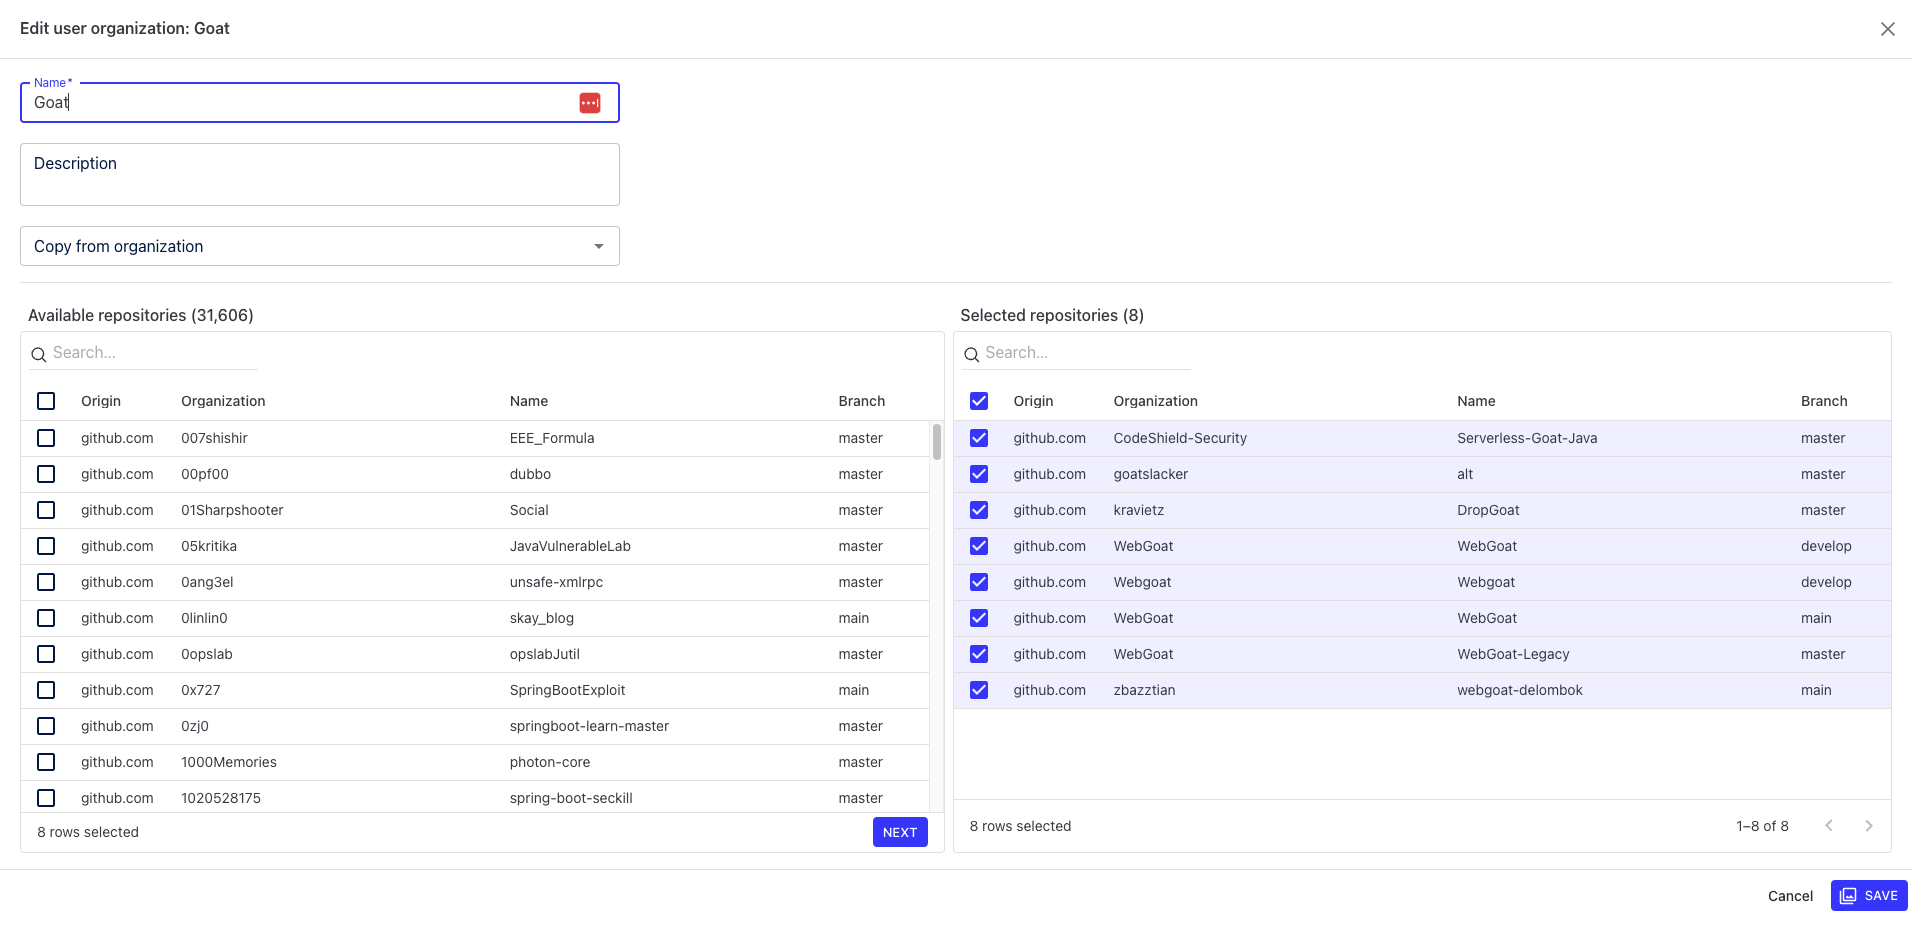 Edit user organization: Goat
Name*
Goat
Description
Copy from organization
Available repositories (31,606)
Search...
Origin Organization Name Branch
github.com 007shishir EEE_Formula master
github.com 00pf00 dubbo master
github.com 01Sharpshooter Social master
github.com 05kritika JavaVulnerableLab master
github.com 0ang3el unsafe-xmlrpc master
github.com 0linlin0 skay_blog main
github.com 0opslab opslabJutil master
github.com 0x727 SpringBootExploit main
github.com 0zj0 springboot-learn-master master
github.com 1000Memories photon-core master
github.com 1020528175 spring-boot-seckill master
8 rows selected
NEXT
Selected repositories (8)
Search...
Origin Organization Name Branch
github.com CodeShield-Security Serverless-Goat-Java master
github.com goatslacker alt master
github.com kravietz DropGoat master
github.com WebGoat WebGoat develop
github.com Webgoat Webgoat develop
github.com WebGoat WebGoat main
github.com WebGoat WebGoat-Legacy master
github.com zbazztian webgoat-delombok main
8 rows selected
1–8 of 8
Cancel
SAVE